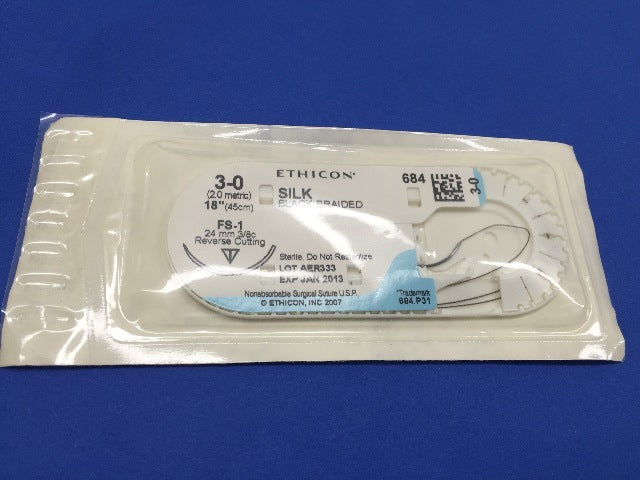 ETHICON*
3-0
(2.0 metric)
18" (45cm)
SILK
BLACK BRAIDED
684
3-0
FS-1
24 mm 3/8c
Reverse Cutting
Sterile, Do Not Resterilize
LOT AER333
EXP JAN 2013
Nonabsorbable Surgical Suture U.S.P.
© ETHICON, INC 2007
*Trademark
684.P31